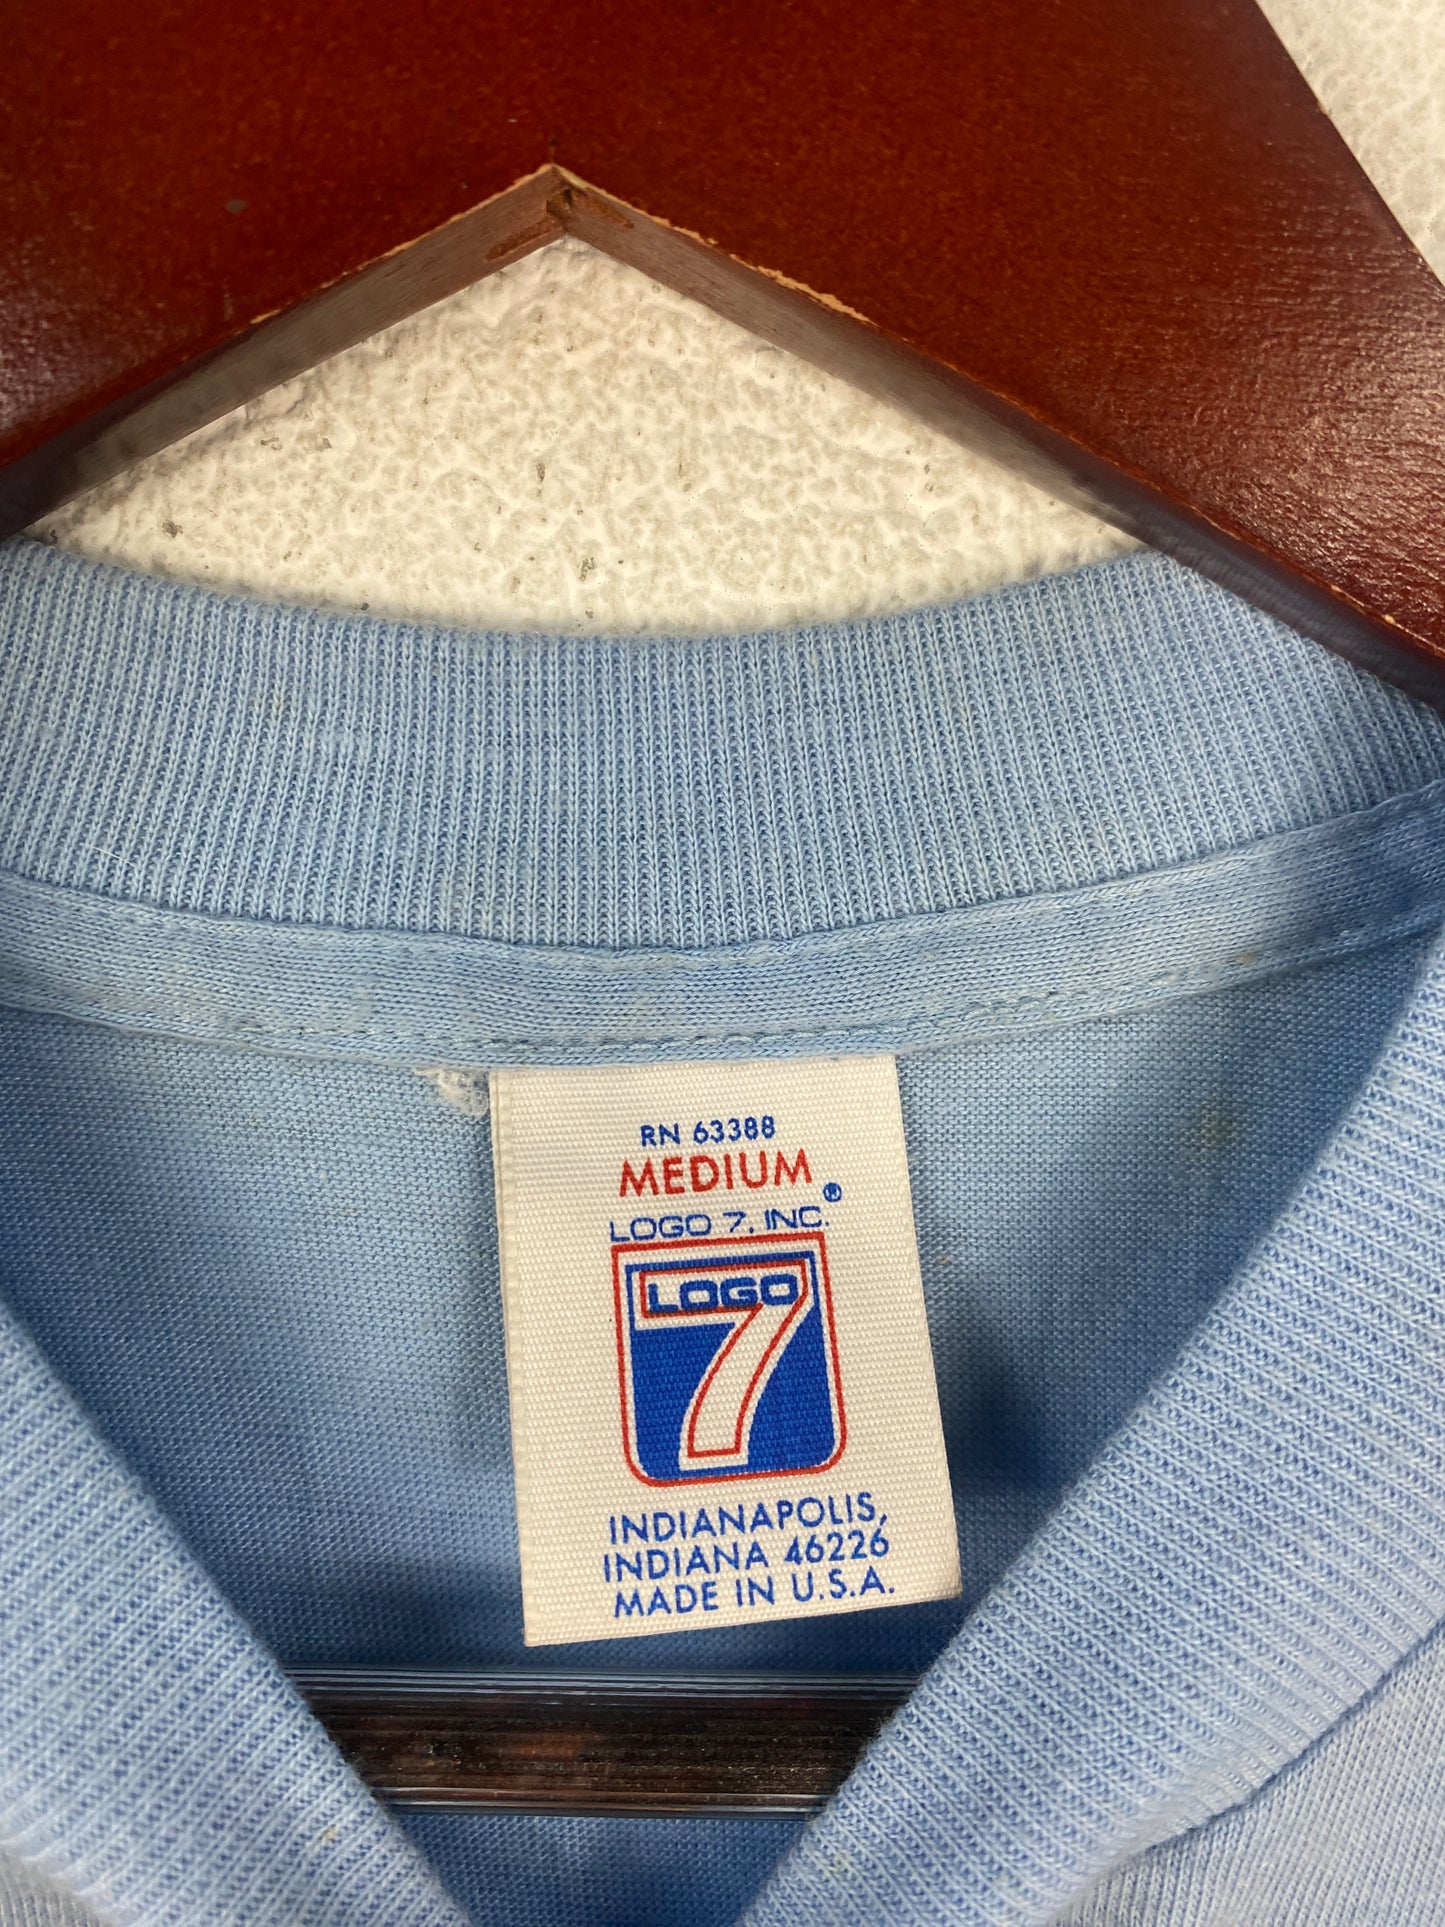 RN 63388
MEDIUM
LOGO 7, INC.®
LOGO
7
INDIANAPOLIS,
INDIANA 46226
MADE IN U.S.A.